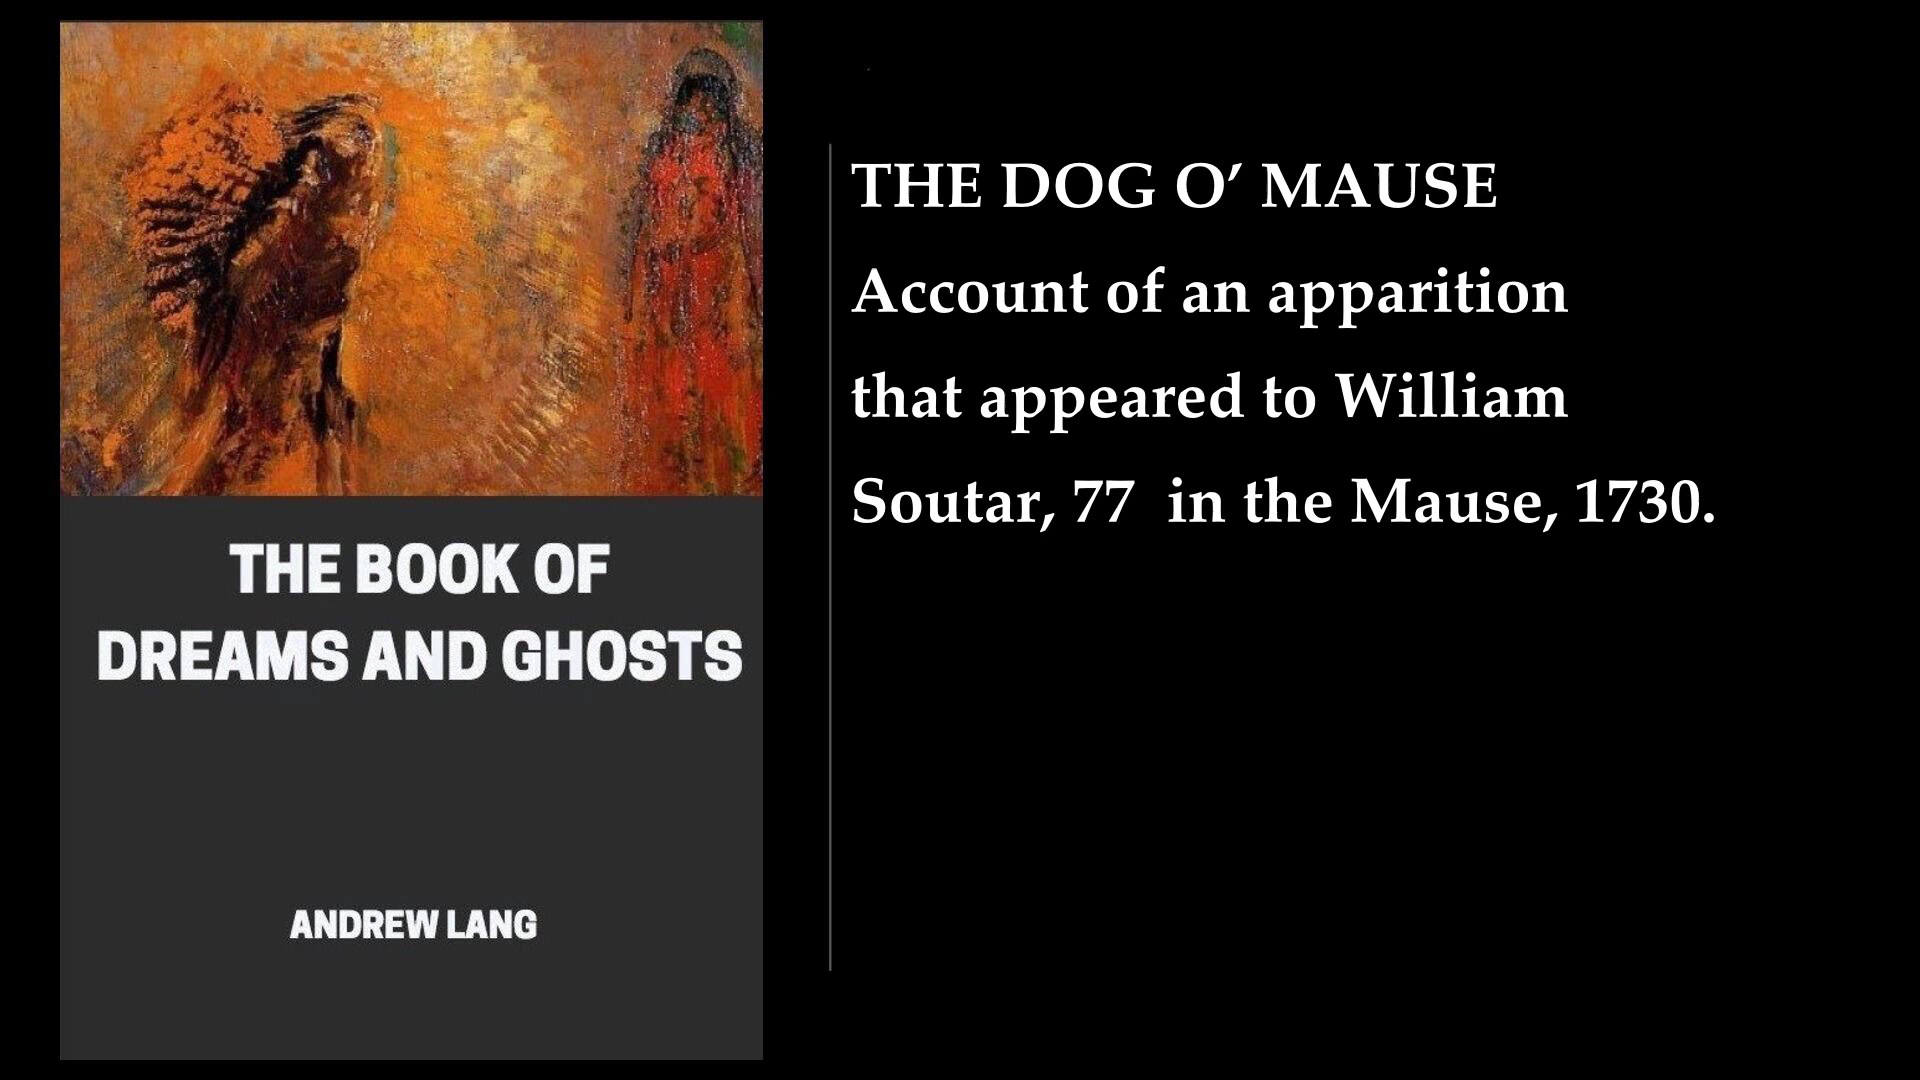 THE BOOK OF
DREAMS AND GHOSTS
ANDREW LANG
THE DOG O’ MAUSE
Account of an apparition
that appeared to William
Soutar, 77  in the Mause, 1730.